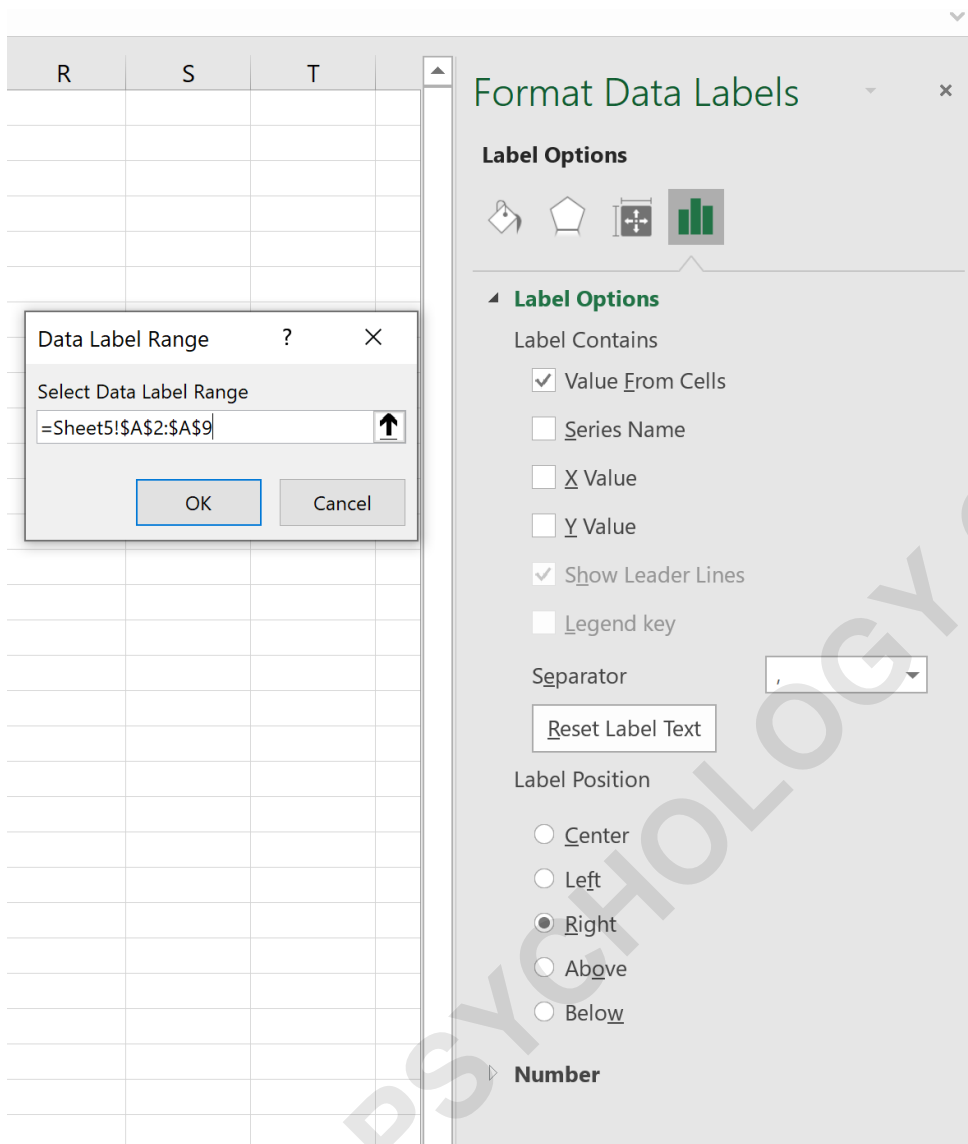 R S T
Format Data Labels
Label Options
Label Options
Data Label Range ?
Label Contains
Select Data Label Range
Value From Cells
=Sheet5!$A$2:$A$9
Series Name
OK Cancel
X Value
Y Value
Show Leader Lines
Legend key
Separator ,
Reset Label Text
Label Position
Center
Left
Right
Above
Below
Number
PSYCHOLOGY